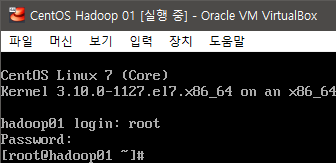 CentOS Hadoop 01 [실행 중] - Oracle VM VirtualBox
파일 머신 보기 입력 장치 도움말
CentOS Linux 7 (Core)
Kernel 3.10.0-1127.el7.x86_64 on an x86_64
hadoop01 login: root
Password:
[root@hadoop01 ~]#